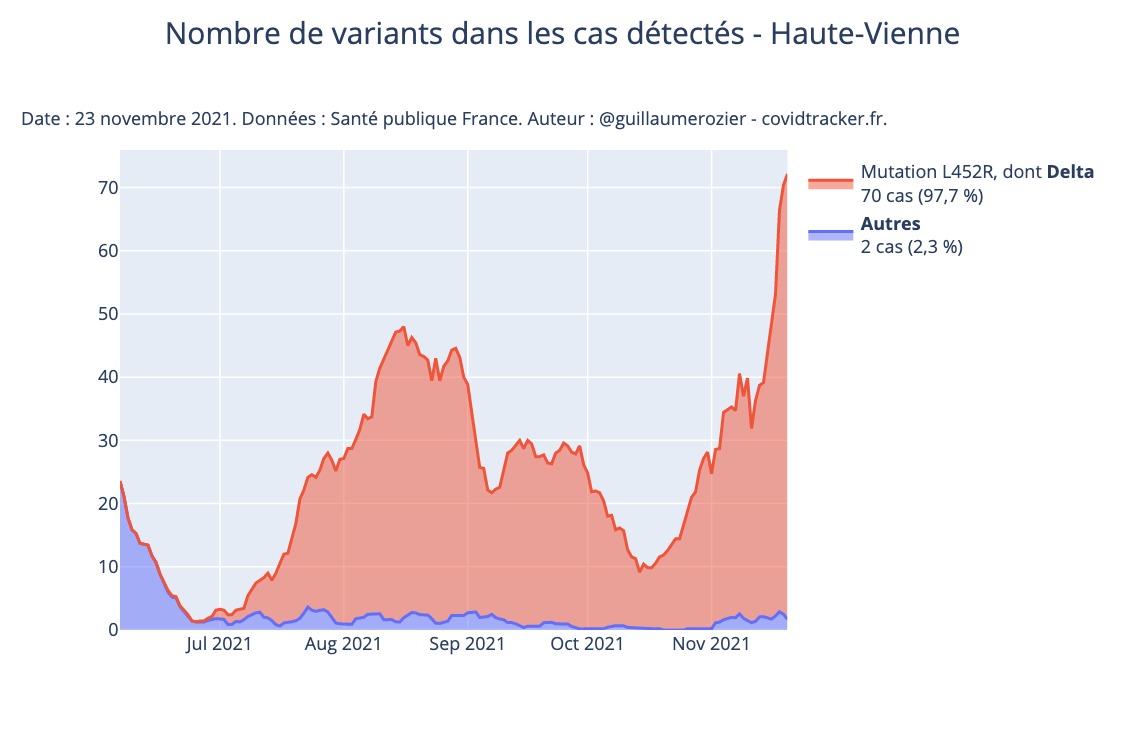 Nombre de variants dans les cas détectés - Haute-Vienne
Date : 23 novembre 2021. Données : Santé publique France. Auteur : @guillaumerozier - covidtracker.fr.
Mutation L452R, dont Delta
70 cas (97,7 %)
Autres
2 cas (2,3 %)
70
60
50
40
30
20
10
0
Jul 2021
Aug 2021
Sep 2021
Oct 2021
Nov 2021